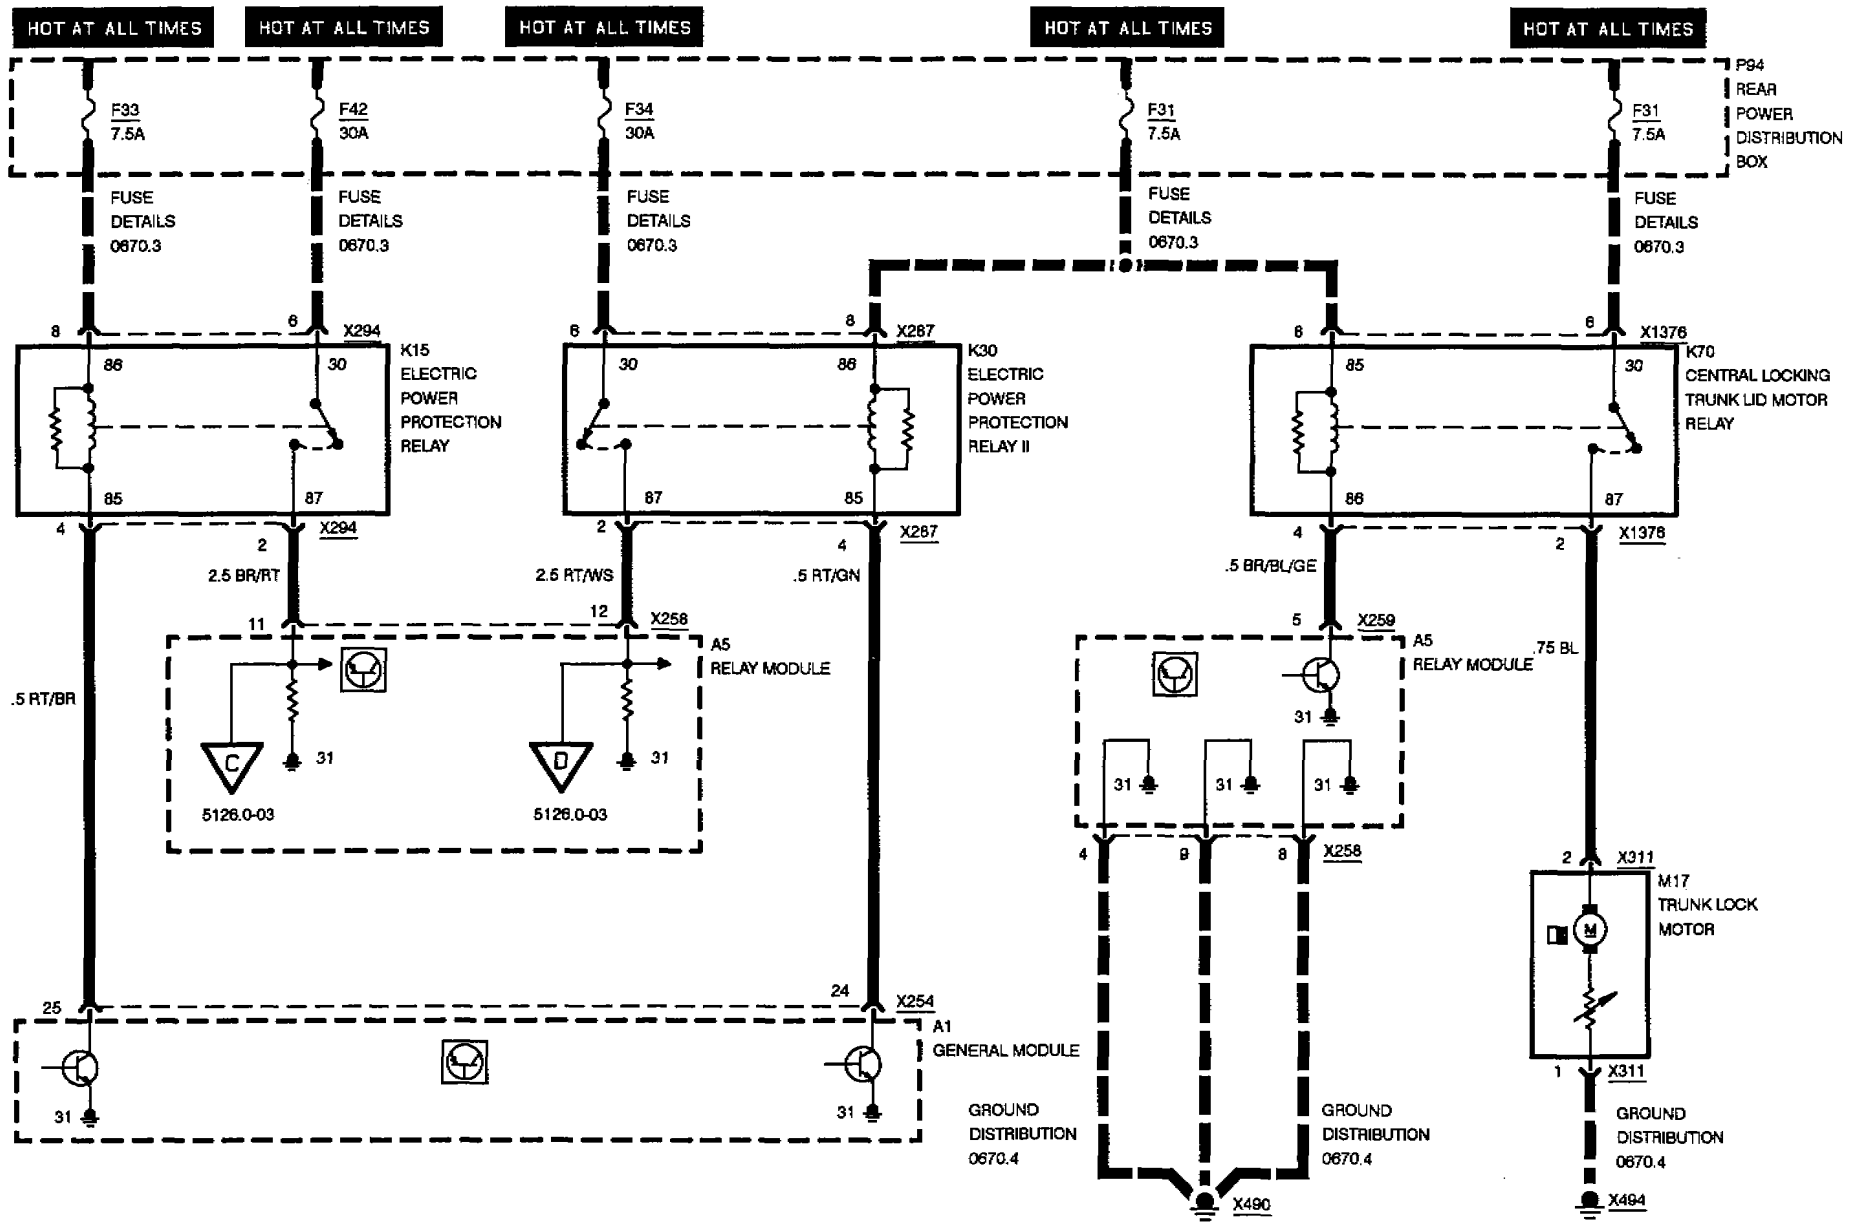 HOT AT ALL TIMES
HOT AT ALL TIMES
HOT AT ALL TIMES
HOT AT ALL TIMES
HOT AT ALL TIMES
F33
7.5A
F42
30A
F34
30A
F31
7.5A
F31
7.5A
P94
REAR
POWER
DISTRIBUTION
BOX
FUSE
DETAILS
0670.3
FUSE
DETAILS
0670.3
FUSE
DETAILS
0670.3
FUSE
DETAILS
0670.3
FUSE
DETAILS
0670.3
8
6
X294
6
8
X267
8
6
X1376
86
30
K15
ELECTRIC
POWER
PROTECTION
RELAY
30
86
K30
ELECTRIC
POWER
PROTECTION
RELAY II
85
30
K70
CENTRAL LOCKING
TRUNK LID MOTOR
RELAY
85
87
87
85
86
87
4
2
X294
2
4
X267
4
2
X1376
2.5 BR/RT
2.5 RT/WS
.5 RT/GN
.5 BR/BL/GE
11
12
X258
5
X259
A5
RELAY MODULE
A5
RELAY MODULE
.75 BL
.5 RT/BR
31
C
31
D
31
5126.0-03
5126.0-03
31
31
31
4
9
8
X258
2
X311
M17
TRUNK LOCK
MOTOR
M
25
24
X254
A1
GENERAL MODULE
31
31
1
X311
GROUND
DISTRIBUTION
0670.4
GROUND
DISTRIBUTION
0670.4
GROUND
DISTRIBUTION
0670.4
X490
X494